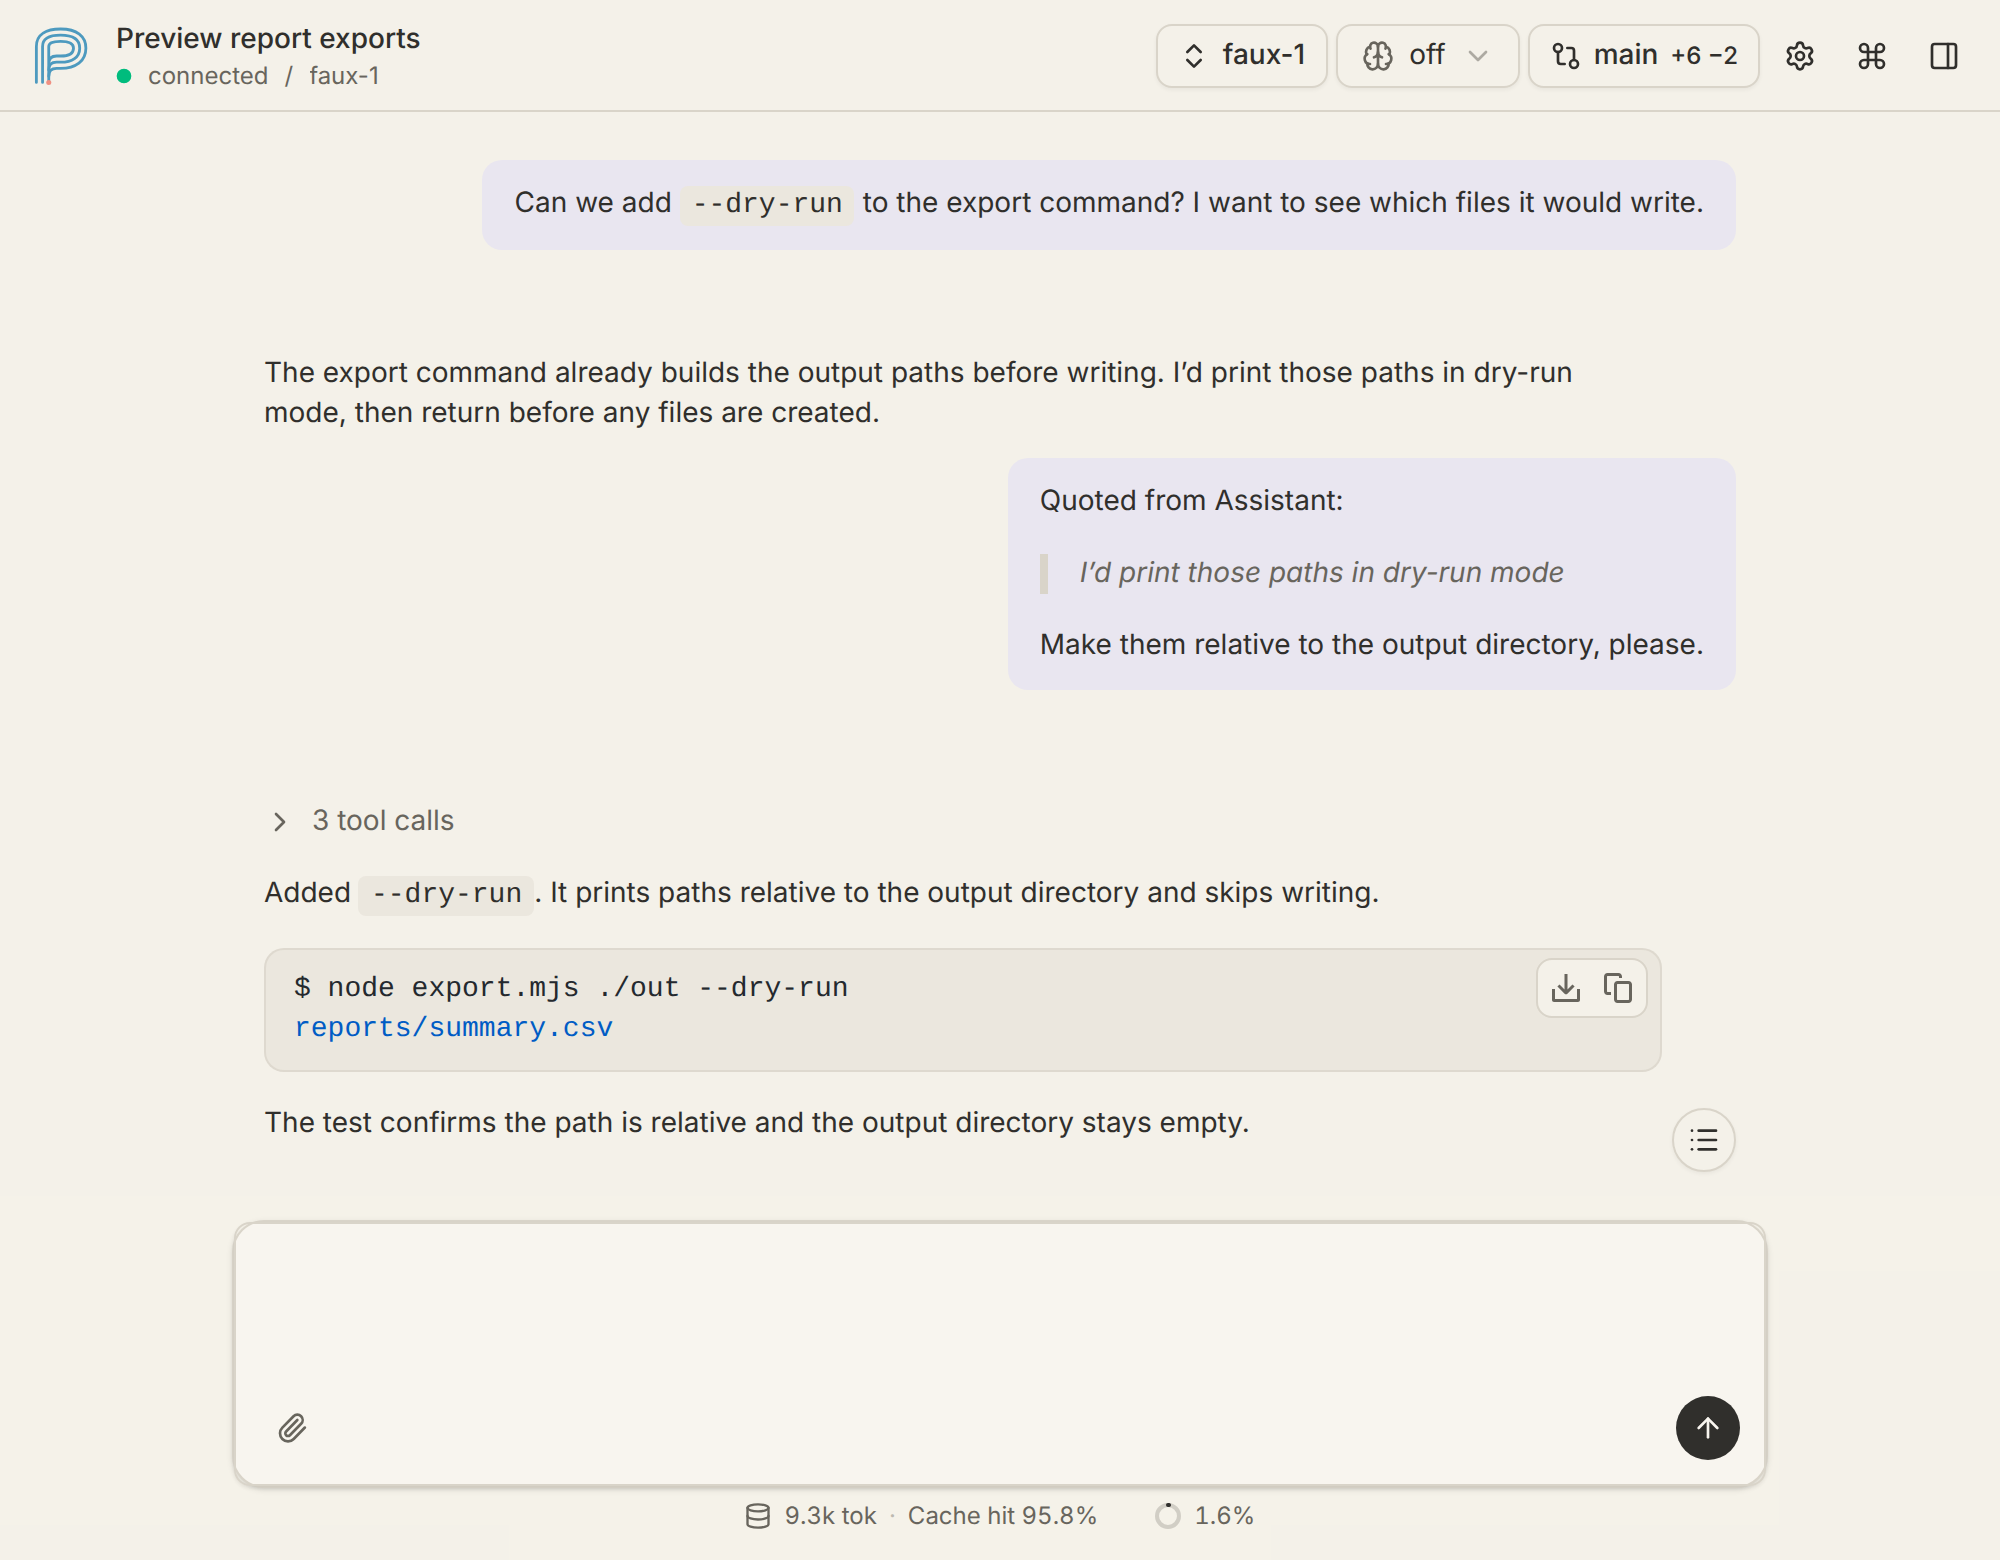 Preview report exports
connected / faux-1
faux-1
off
main +6 −2
Can we add --dry-run to the export command? I want to see which files it would write.
The export command already builds the output paths before writing. I’d print those paths in dry-run
mode, then return before any files are created.
Quoted from Assistant:
I’d print those paths in dry-run mode
Make them relative to the output directory, please.
3 tool calls
Added --dry-run. It prints paths relative to the output directory and skips writing.
$ node export.mjs ./out --dry-run
reports/summary.csv
The test confirms the path is relative and the output directory stays empty.
9.3k tok · Cache hit 95.8% 1.6%